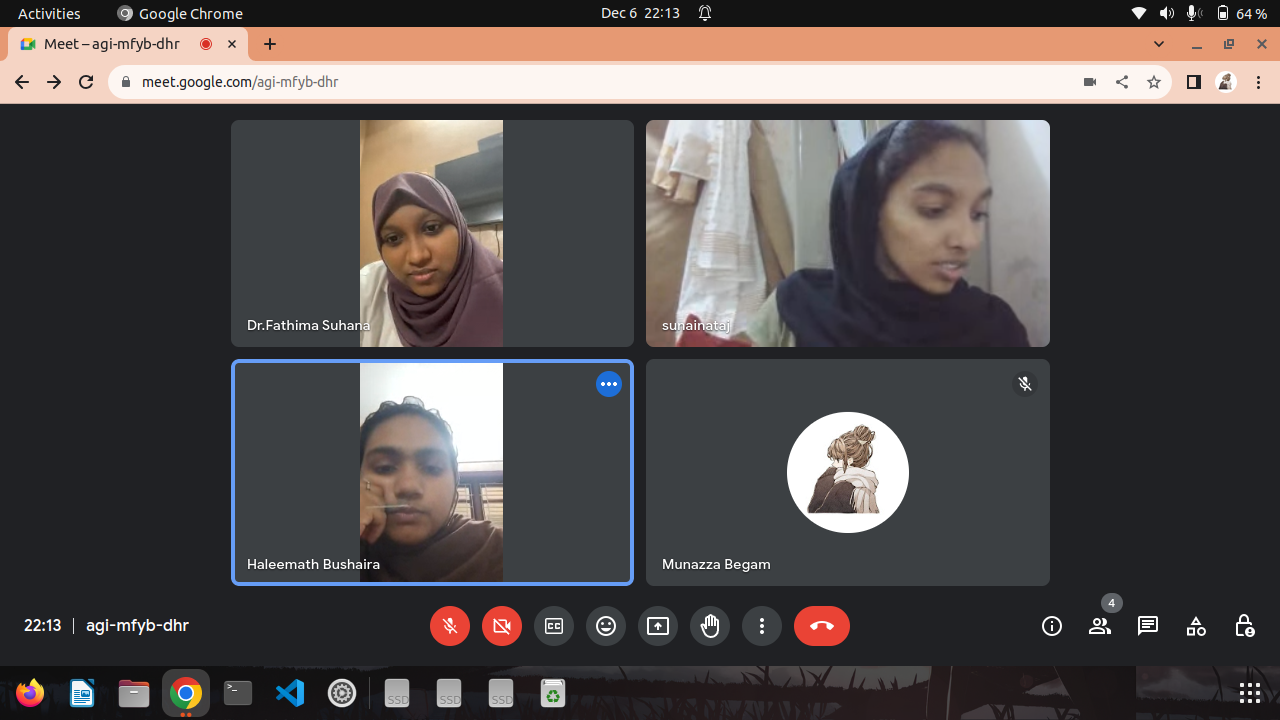 Activities Google Chrome Dec 6 22:13 64 %
Meet – agi-mfyb-dhr
meet.google.com/agi-mfyb-dhr
Dr.Fathima Suhana
sunainataj
Haleemath Bushaira
Munazza Begam
22:13 | agi-mfyb-dhr
CC
4
SSD SSD SSD